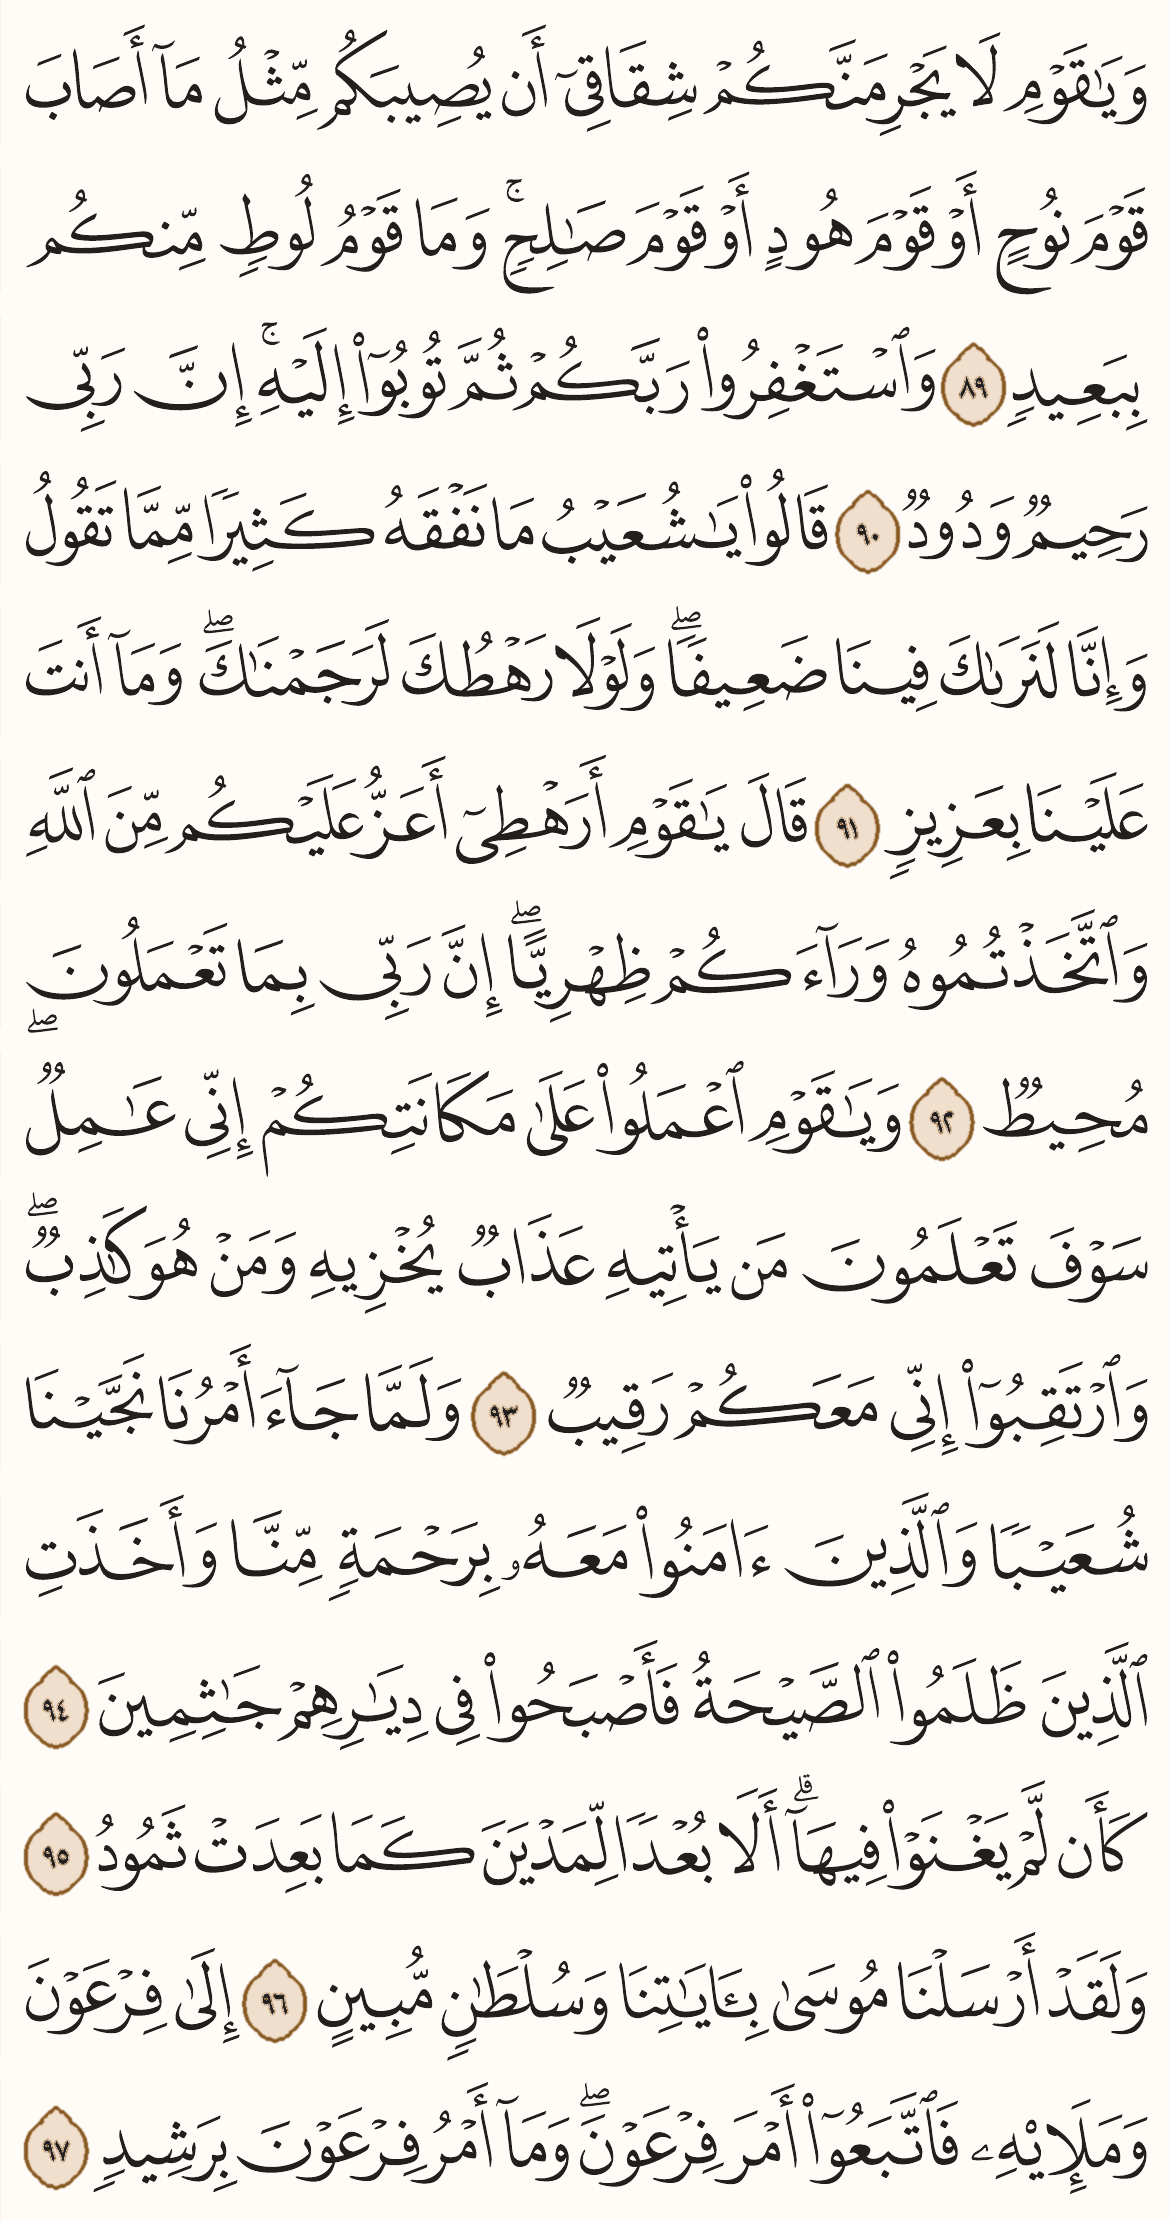 وَيَٰقَوْمِ لَا يَجْرِمَنَّكُمْ شِقَاقِىٓ أَن يُصِيبَكُم مِّثْلُ مَآ أَصَابَ
قَوْمَ نُوحٍ أَوْ قَوْمَ هُودٍ أَوْ قَوْمَ صَٰلِحٍ ۚ وَمَا قَوْمُ لُوطٍ مِّنكُم
بِبَعِيدٍ ٨٩ وَٱسْتَغْفِرُوا۟ رَبَّكُمْ ثُمَّ تُوبُوٓا۟ إِلَيْهِ ۚ إِنَّ رَبِّى
رَحِيمٌ وَدُودٌ ٩٠ قَالُوا۟ يَٰشُعَيْبُ مَا نَفْقَهُ كَثِيرًا مِّمَّا تَقُولُ
وَإِنَّا لَنَرَىٰكَ فِينَا ضَعِيفًا ۖ وَلَوْلَا رَهْطُكَ لَرَجَمْنَٰكَ ۖ وَمَآ أَنتَ
عَلَيْنَا بِعَزِيزٍ ٩١ قَالَ يَٰقَوْمِ أَرَهْطِىٓ أَعَزُّ عَلَيْكُم مِّنَ ٱللَّهِ
وَٱتَّخَذْتُمُوهُ وَرَآءَكُمْ ظِهْرِيًّا ۖ إِنَّ رَبِّى بِمَا تَعْمَلُونَ
مُحِيطٌ ٩٢ وَيَٰقَوْمِ ٱعْمَلُوا۟ عَلَىٰ مَكَانَتِكُمْ إِنِّى عَٰمِلٌ ۖ
سَوْفَ تَعْلَمُونَ مَن يَأْتِيهِ عَذَابٌ يُخْزِيهِ وَمَنْ هُوَ كَٰذِبٌ ۖ
وَٱرْتَقِبُوٓا۟ إِنِّى مَعَكُمْ رَقِيبٌ ٩٣ وَلَمَّا جَآءَ أَمْرُنَا نَجَّيْنَا
شُعَيْبًا وَٱلَّذِينَ ءَامَنُوا۟ مَعَهُۥ بِرَحْمَةٍ مِّنَّا وَأَخَذَتِ
ٱلَّذِينَ ظَلَمُوا۟ ٱلصَّيْحَةُ فَأَصْبَحُوا۟ فِى دِيَٰرِهِمْ جَٰثِمِينَ ٩٤
كَأَن لَّمْ يَغْنَوْا۟ فِيهَآ ۗ أَلَا بُعْدًا لِّمَدْيَنَ كَمَا بَعِدَتْ ثَمُودُ ٩٥
وَلَقَدْ أَرْسَلْنَا مُوسَىٰ بِـَٔايَٰتِنَا وَسُلْطَٰنٍ مُّبِينٍ ٩٦ إِلَىٰ فِرْعَوْنَ
وَمَلَإِي۟هِۦ فَٱتَّبَعُوٓا۟ أَمْرَ فِرْعَوْنَ ۖ وَمَآ أَمْرُ فِرْعَوْنَ بِرَشِيدٍ ٩٧